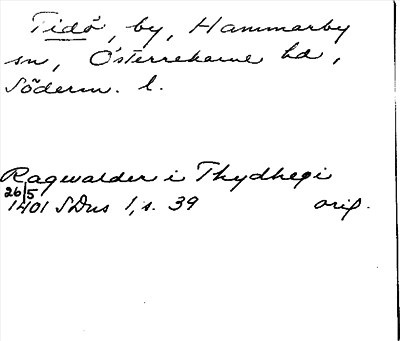 Tidö, by, Hammarby
sn, Österrekarne hd,
Söderm. l.
Ragwalder i Thydhegi
26/5
1401 SDns 1, s. 39 orig.